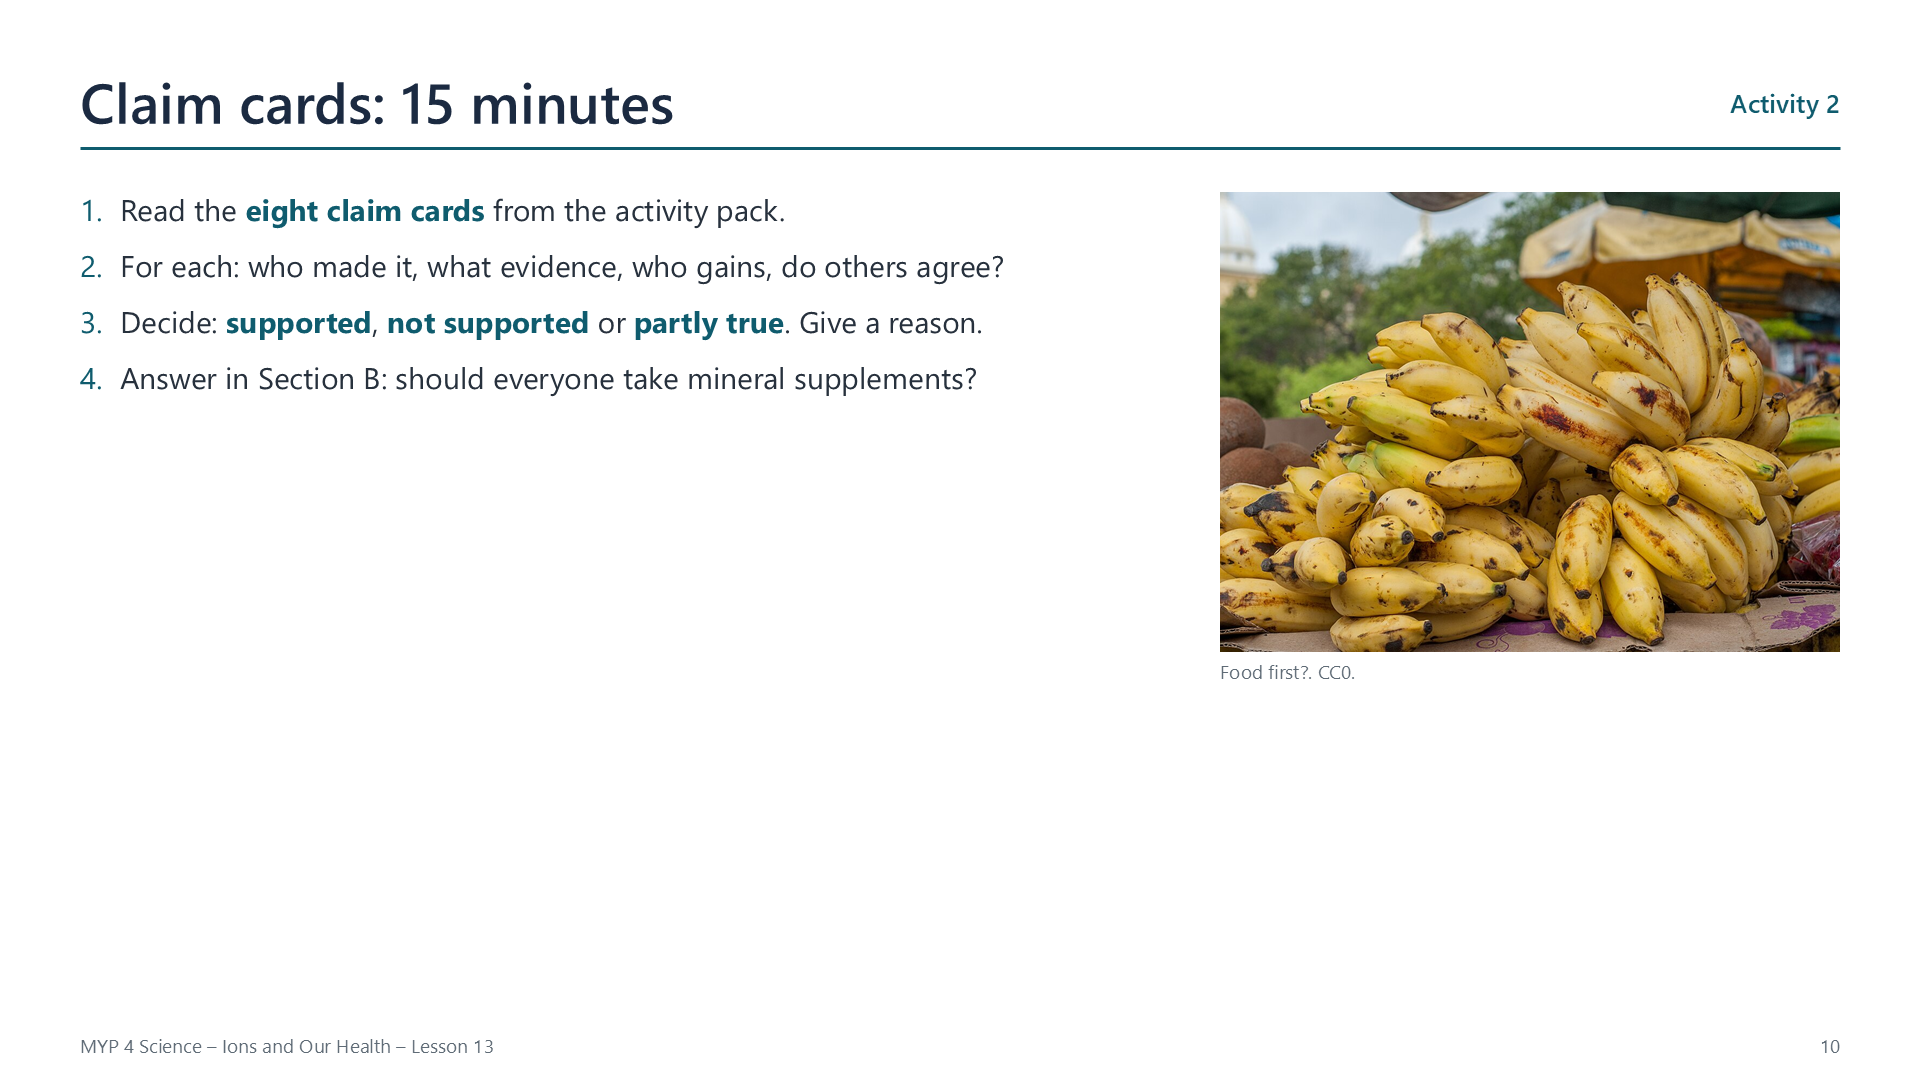 Claim cards: 15 minutes
Activity 2
1. Read the eight claim cards from the activity pack.
2. For each: who made it, what evidence, who gains, do others agree?
3. Decide: supported, not supported or partly true. Give a reason.
4. Answer in Section B: should everyone take mineral supplements?
Food first?. CC0.
MYP 4 Science – Ions and Our Health – Lesson 13
10